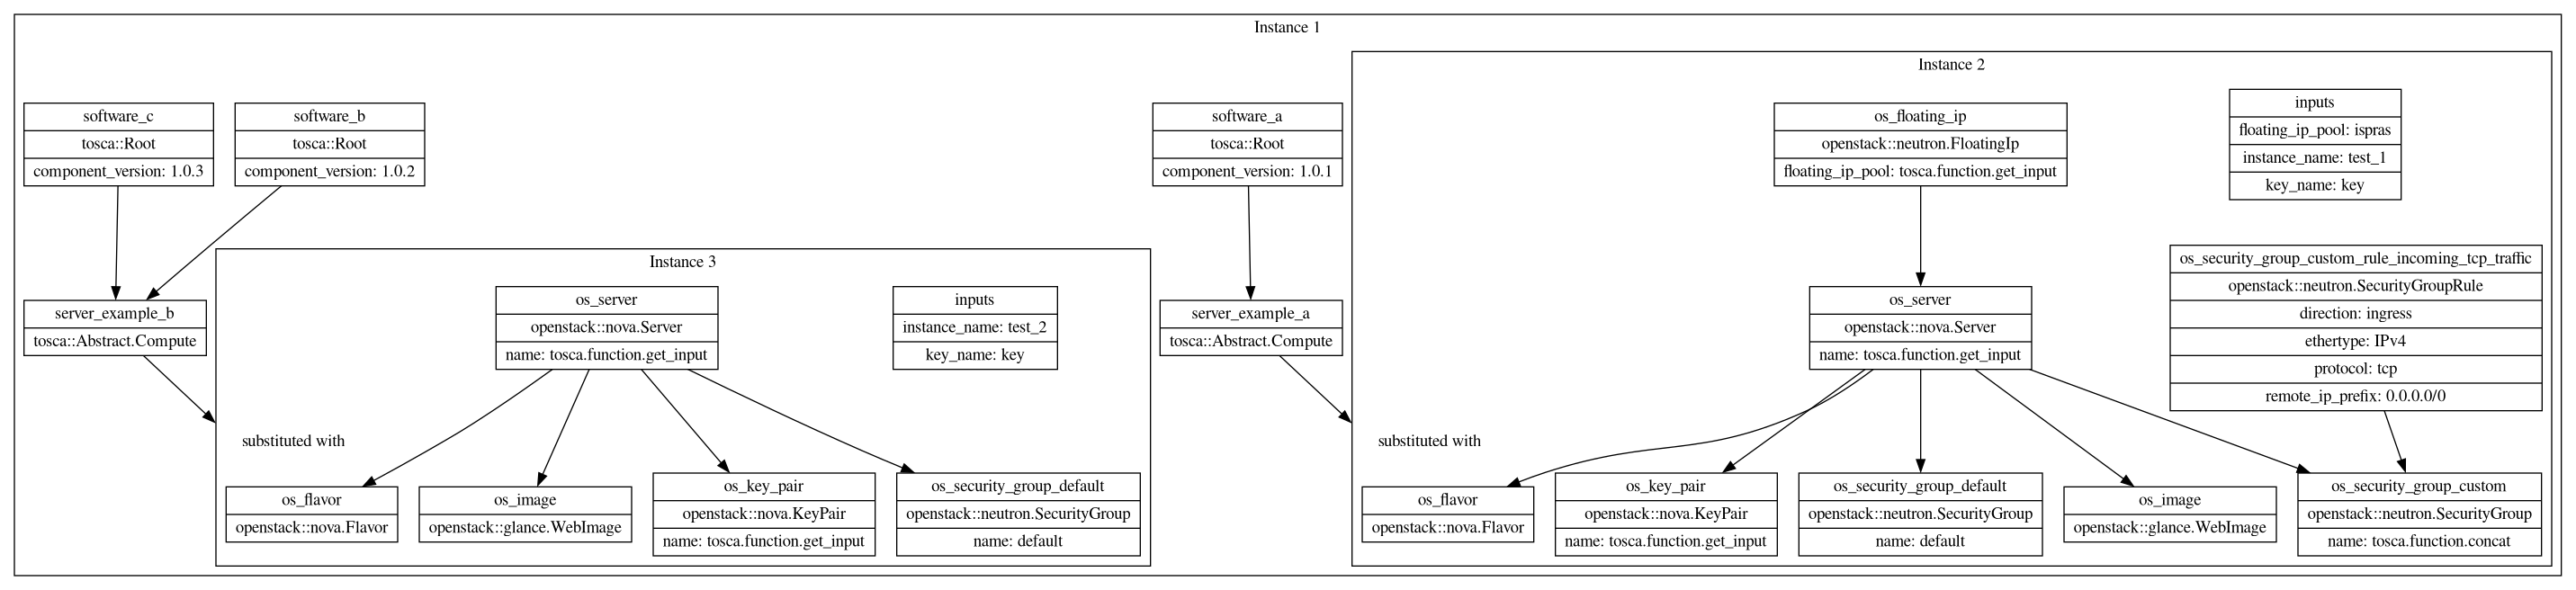 Instance 1
software_c
tosca::Root
component_version: 1.0.3
software_b
tosca::Root
component_version: 1.0.2
server_example_b
tosca::Abstract.Compute
Instance 3
os_server
openstack::nova.Server
name: tosca.function.get_input
inputs
instance_name: test_2
key_name: key
substituted with
os_flavor
openstack::nova.Flavor
os_image
openstack::glance.WebImage
os_key_pair
openstack::nova.KeyPair
name: tosca.function.get_input
os_security_group_default
openstack::neutron.SecurityGroup
name: default
software_a
tosca::Root
component_version: 1.0.1
server_example_a
tosca::Abstract.Compute
Instance 2
os_floating_ip
openstack::neutron.FloatingIp
floating_ip_pool: tosca.function.get_input
inputs
floating_ip_pool: ispras
instance_name: test_1
key_name: key
os_server
openstack::nova.Server
name: tosca.function.get_input
os_security_group_custom_rule_incoming_tcp_traffic
openstack::neutron.SecurityGroupRule
direction: ingress
ethertype: IPv4
protocol: tcp
remote_ip_prefix: 0.0.0.0/0
substituted with
os_flavor
openstack::nova.Flavor
os_key_pair
openstack::nova.KeyPair
name: tosca.function.get_input
os_security_group_default
openstack::neutron.SecurityGroup
name: default
os_image
openstack::glance.WebImage
os_security_group_custom
openstack::neutron.SecurityGroup
name: tosca.function.concat